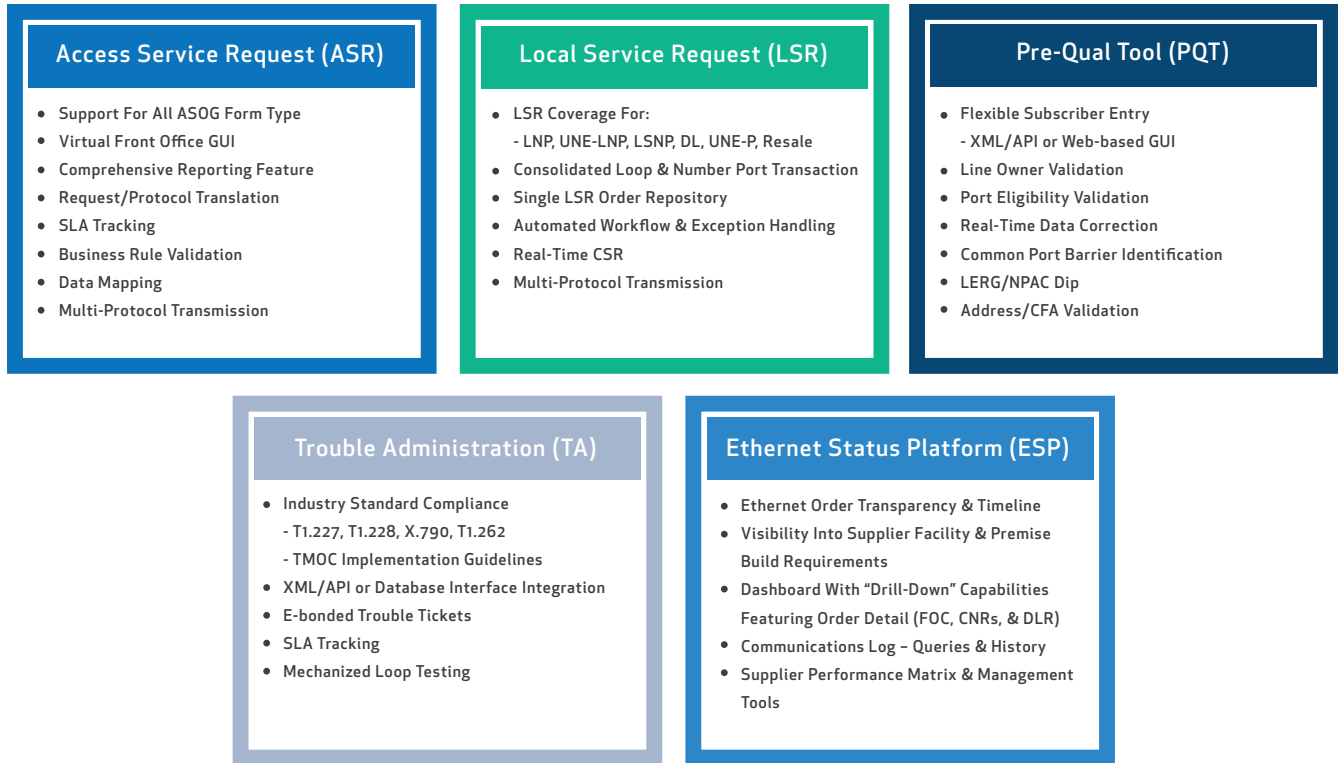 Access Service Request (ASR)
• Support For All ASOG Form Type
• Virtual Front Office GUI
• Comprehensive Reporting Feature
• Request/Protocol Translation
• SLA Tracking
• Business Rule Validation
• Data Mapping
• Multi-Protocol Transmission
Local Service Request (LSR)
• LSR Coverage For:
- LNP, UNE-LNP, LSNP, DL, UNE-P, Resale
• Consolidated Loop & Number Port Transaction
• Single LSR Order Repository
• Automated Workflow & Exception Handling
• Real-Time CSR
• Multi-Protocol Transmission
Pre-Qual Tool (PQT)
• Flexible Subscriber Entry
- XML/API or Web-based GUI
• Line Owner Validation
• Port Eligibility Validation
• Real-Time Data Correction
• Common Port Barrier Identification
• LERG/NPAC Dip
• Address/CFA Validation
Trouble Administration (TA)
• Industry Standard Compliance
- T1.227, T1.228, X.790, T1.262
- TMOC Implementation Guidelines
• XML/API or Database Interface Integration
• E-bonded Trouble Tickets
• SLA Tracking
• Mechanized Loop Testing
Ethernet Status Platform (ESP)
• Ethernet Order Transparency & Timeline
• Visibility Into Supplier Facility & Premise
Build Requirements
• Dashboard With “Drill-Down” Capabilities
Featuring Order Detail (FOC, CNRs, & DLR)
• Communications Log – Queries & History
• Supplier Performance Matrix & Management
Tools